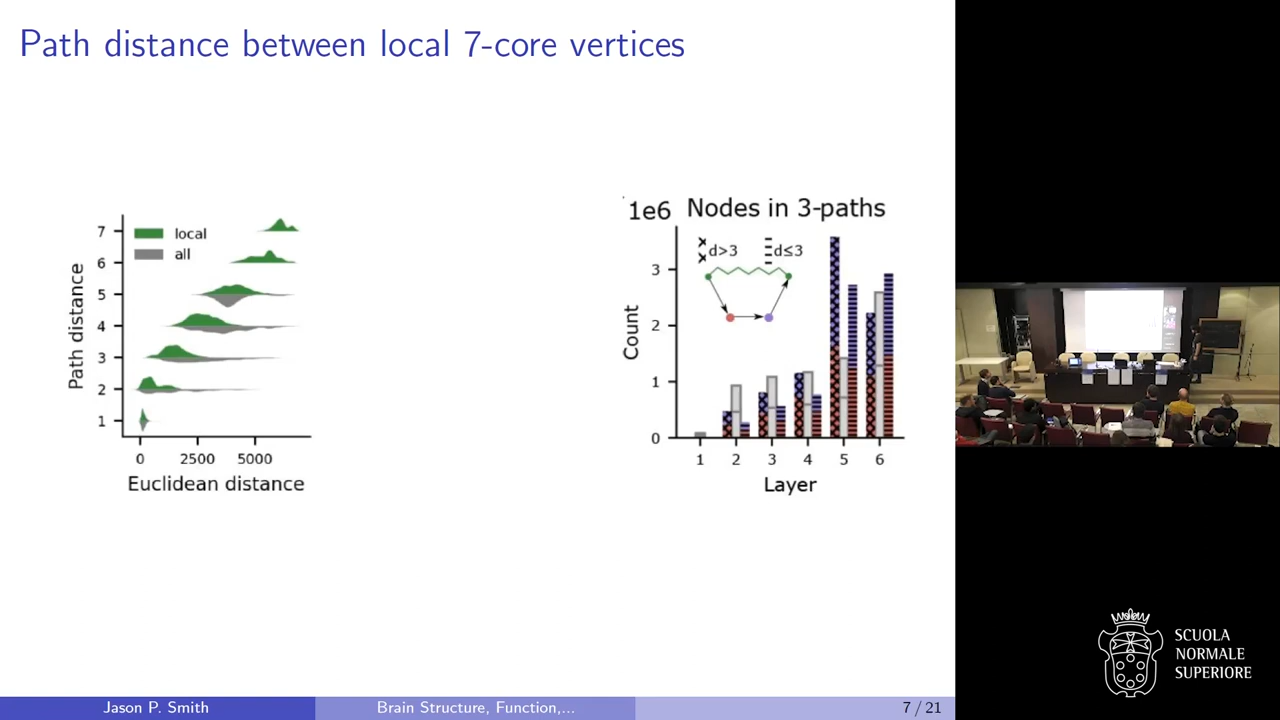 Path distance between local 7-core vertices
7
6
5
4
3
2
1
Path distance
local
all
0 2500 5000
Euclidean distance
1e6 Nodes in 3-paths
d>3 d≤3
3
2
1
0
Count
1 2 3 4 5 6
Layer
SCUOLA
NORMALE
SUPERIORE
Jason P. Smith Brain Structure, Function,... 7 / 21